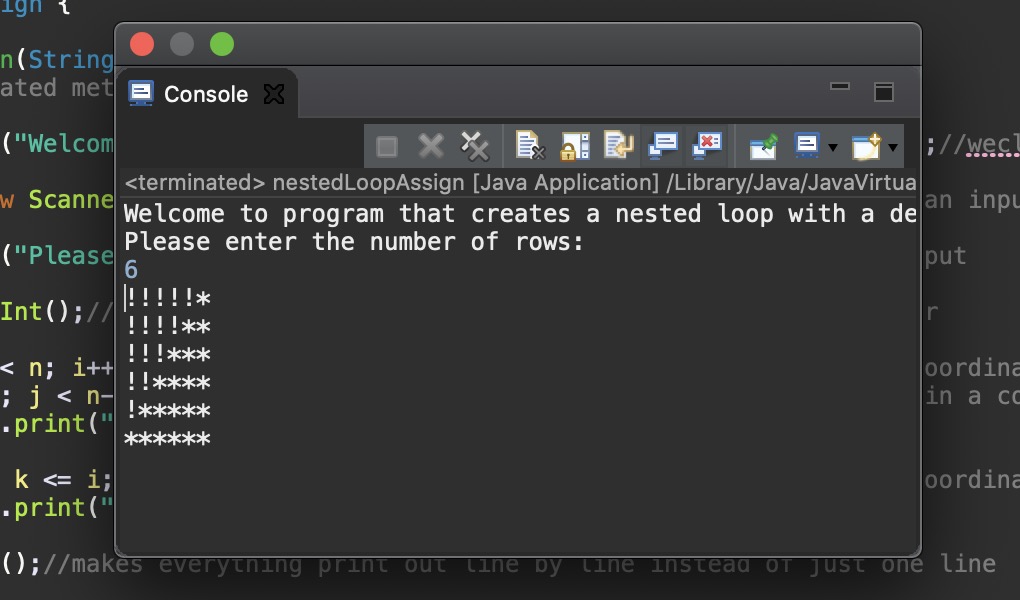 ign {
n(String
ated met
Console
("Welcom
;//wecl
<terminated> nestedLoopAssign [Java Application] /Library/Java/JavaVirtua
w Scanne
an inpu
Welcome to program that creates a nested loop with a de
Please enter the number of rows:
("Please
put
6
Int();//
r
!!!!!*
!!!!**
!!!***
!!****
!*****
******
< n; i++
oordina
; j < n-
in a co
.print("
k <= i;
oordina
.print("
();//makes everything print out line by line instead of just one line